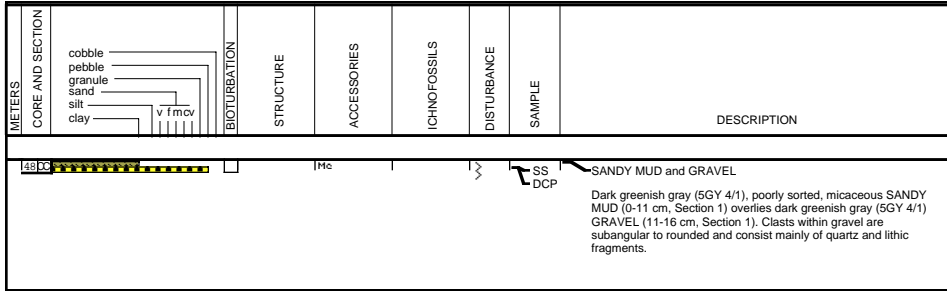 METERS
CORE AND SECTION
cobble
pebble
granule
sand
silt
v f m c v
clay
BIOTURBATION
STRUCTURE
ACCESSORIES
ICHNOFOSSILS
DISTURBANCE
SAMPLE
DESCRIPTION
48
CC
SS
DCP
SANDY MUD and GRAVEL
Dark greenish gray (5GY 4/1), poorly sorted, micaceous SANDY
MUD (0-11 cm, Section 1) overlies dark greenish gray (5GY 4/1)
GRAVEL (11-16 cm, Section 1). Clasts within gravel are
subangular to rounded and consist mainly of quartz and lithic
fragments.